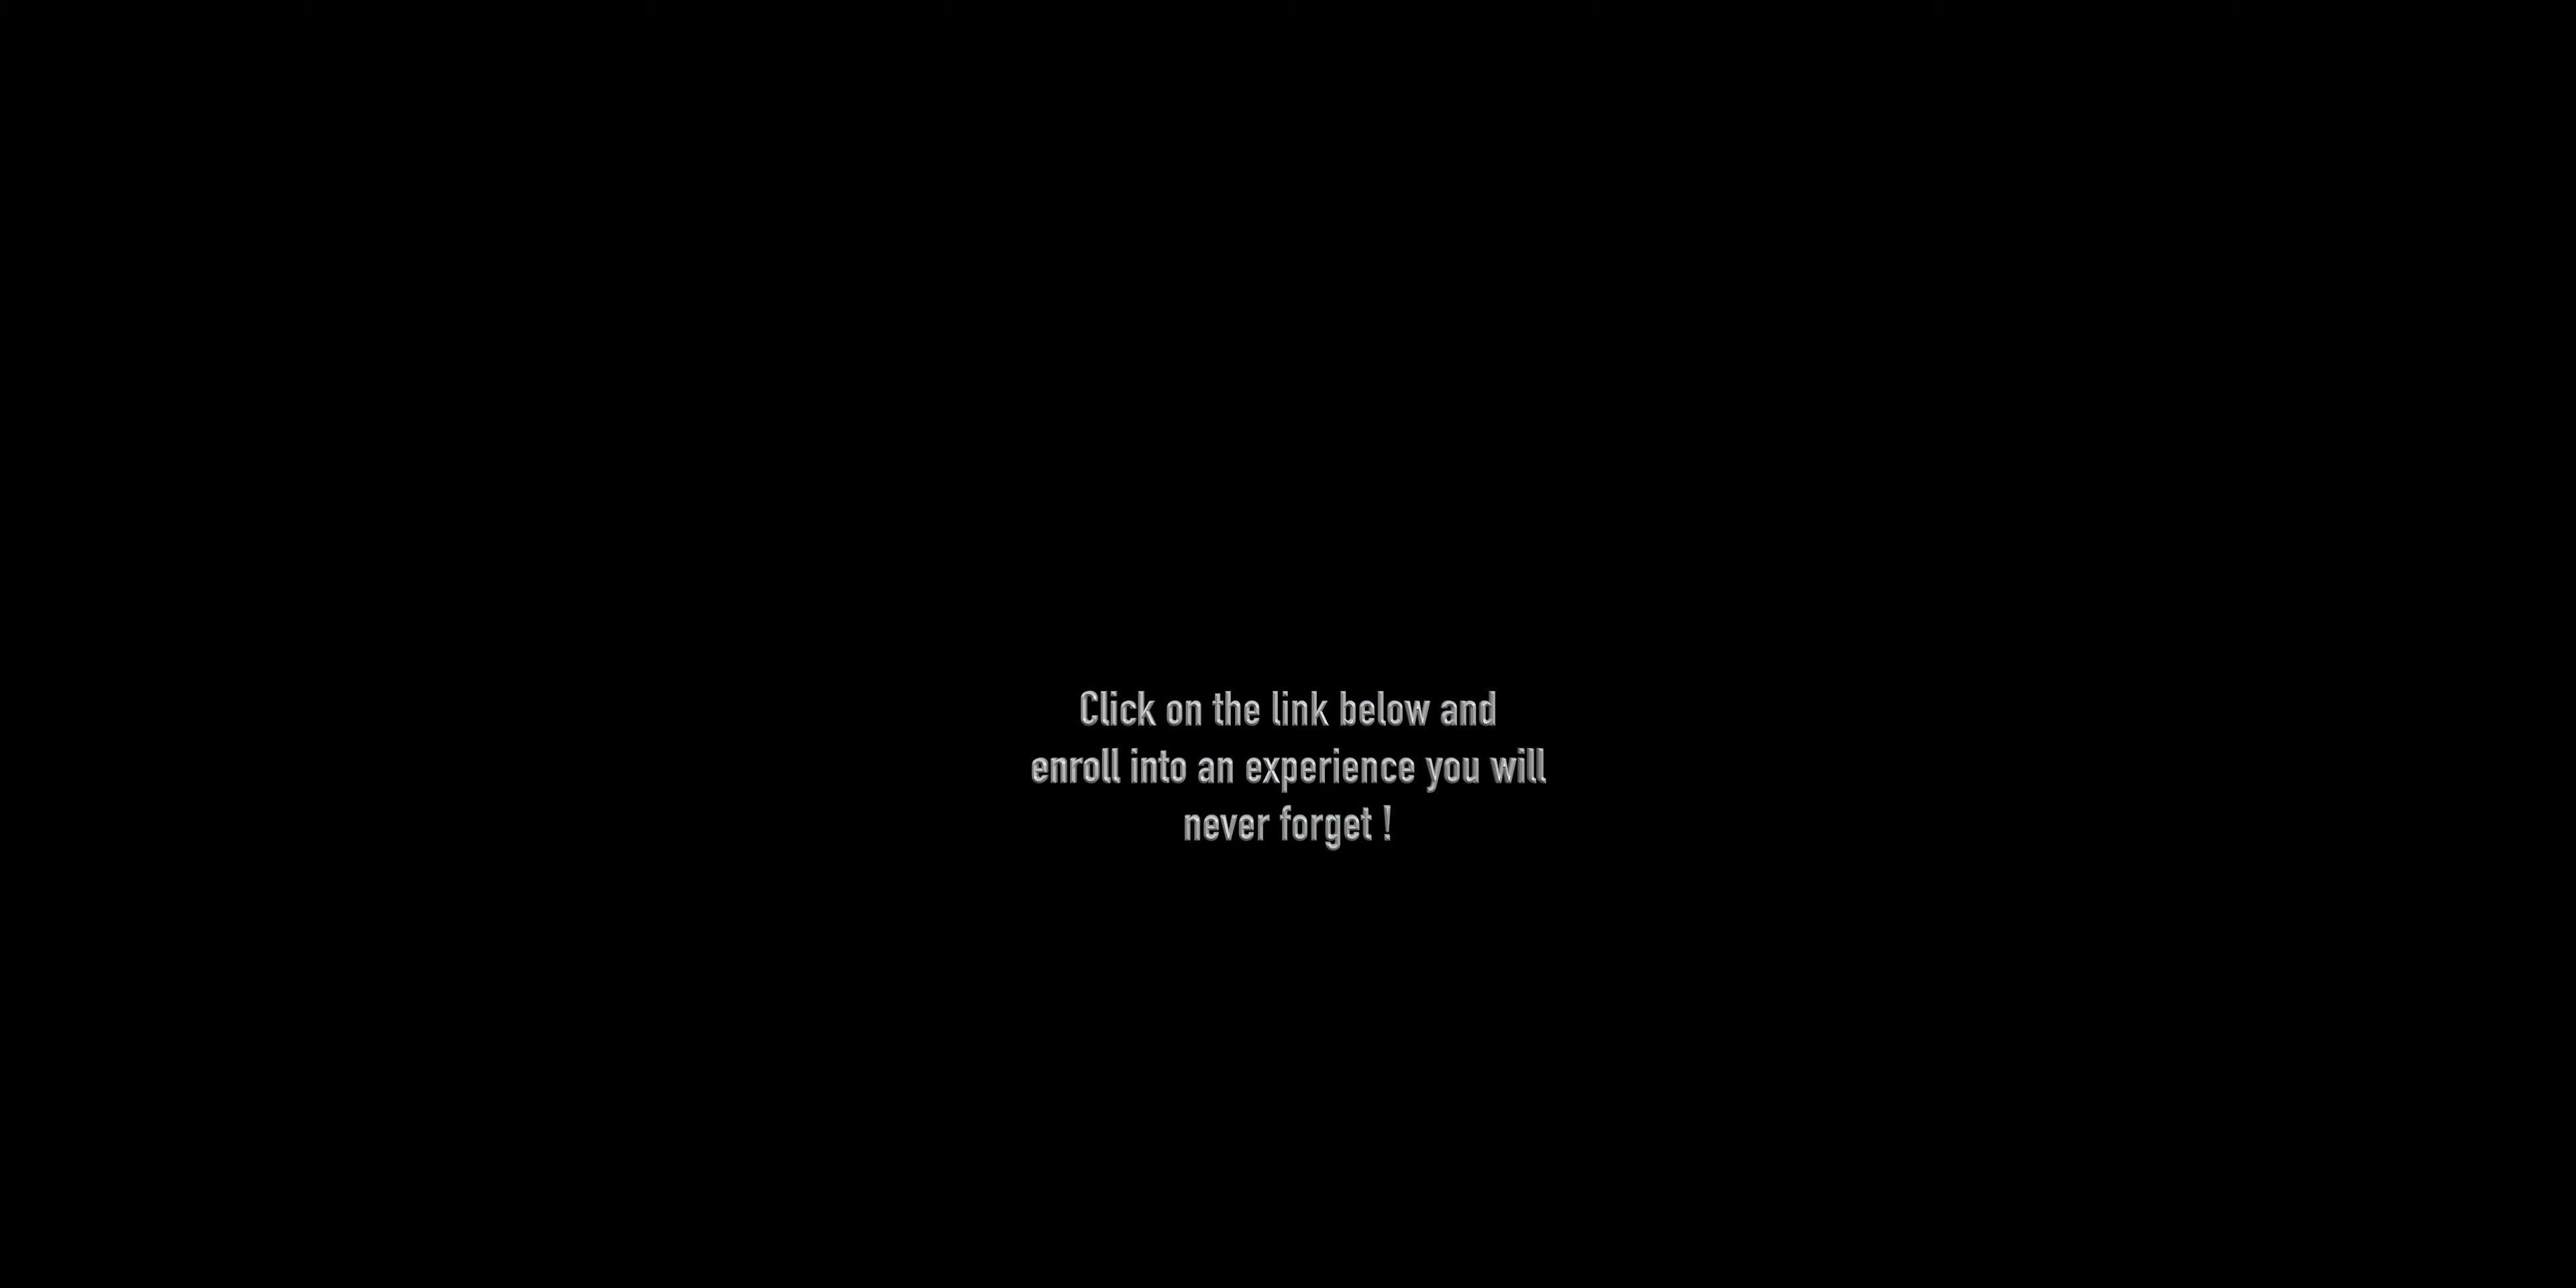 Click on the link below and
enroll into an experience you will
never forget !